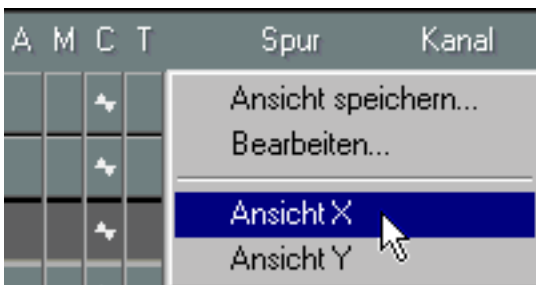 A M C T Spur Kanal
Ansicht speichern...
Bearbeiten...
Ansicht X
Ansicht Y